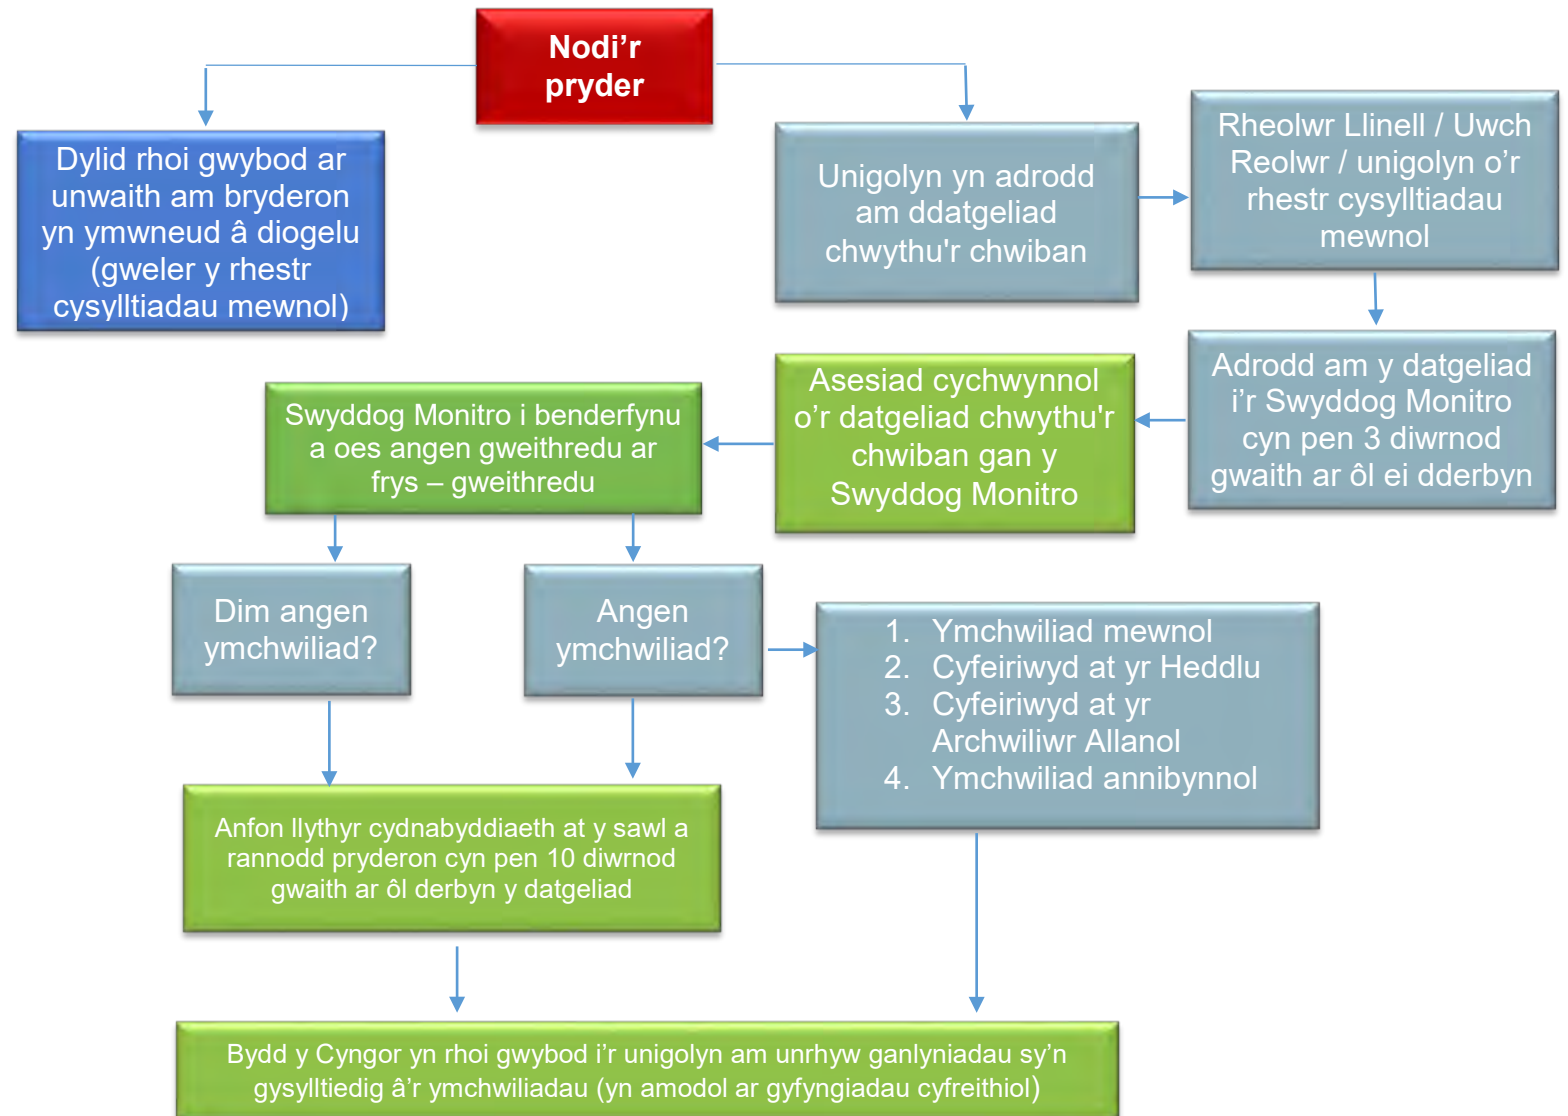 Nodi’r
pryder
Dylid rhoi gwybod ar
unwaith am bryderon
yn ymwneud â diogelu
(gweler y rhestr
cysylltiadau mewnol)
Unigolyn yn adrodd
am ddatgeliad
chwythu'r chwiban
Rheolwr Llinell / Uwch
Reolwr / unigolyn o’r
rhestr cysylltiadau
mewnol
Adrodd am y datgeliad
i’r Swyddog Monitro
cyn pen 3 diwrnod
gwaith ar ôl ei dderbyn
Asesiad cychwynnol
o’r datgeliad chwythu'r
chwiban gan y
Swyddog Monitro
Swyddog Monitro i benderfynu
a oes angen gweithredu ar
frys – gweithredu
Dim angen
ymchwiliad?
Angen
ymchwiliad?
1. Ymchwiliad mewnol
2. Cyfeiriwyd at yr Heddlu
3. Cyfeiriwyd at yr
Archwiliwr Allanol
4. Ymchwiliad annibynnol
Anfon llythyr cydnabyddiaeth at y sawl a
rannodd pryderon cyn pen 10 diwrnod
gwaith ar ôl derbyn y datgeliad
Bydd y Cyngor yn rhoi gwybod i’r unigolyn am unrhyw ganlyniadau sy’n
gysylltiedig â’r ymchwiliadau (yn amodol ar gyfyngiadau cyfreithiol)